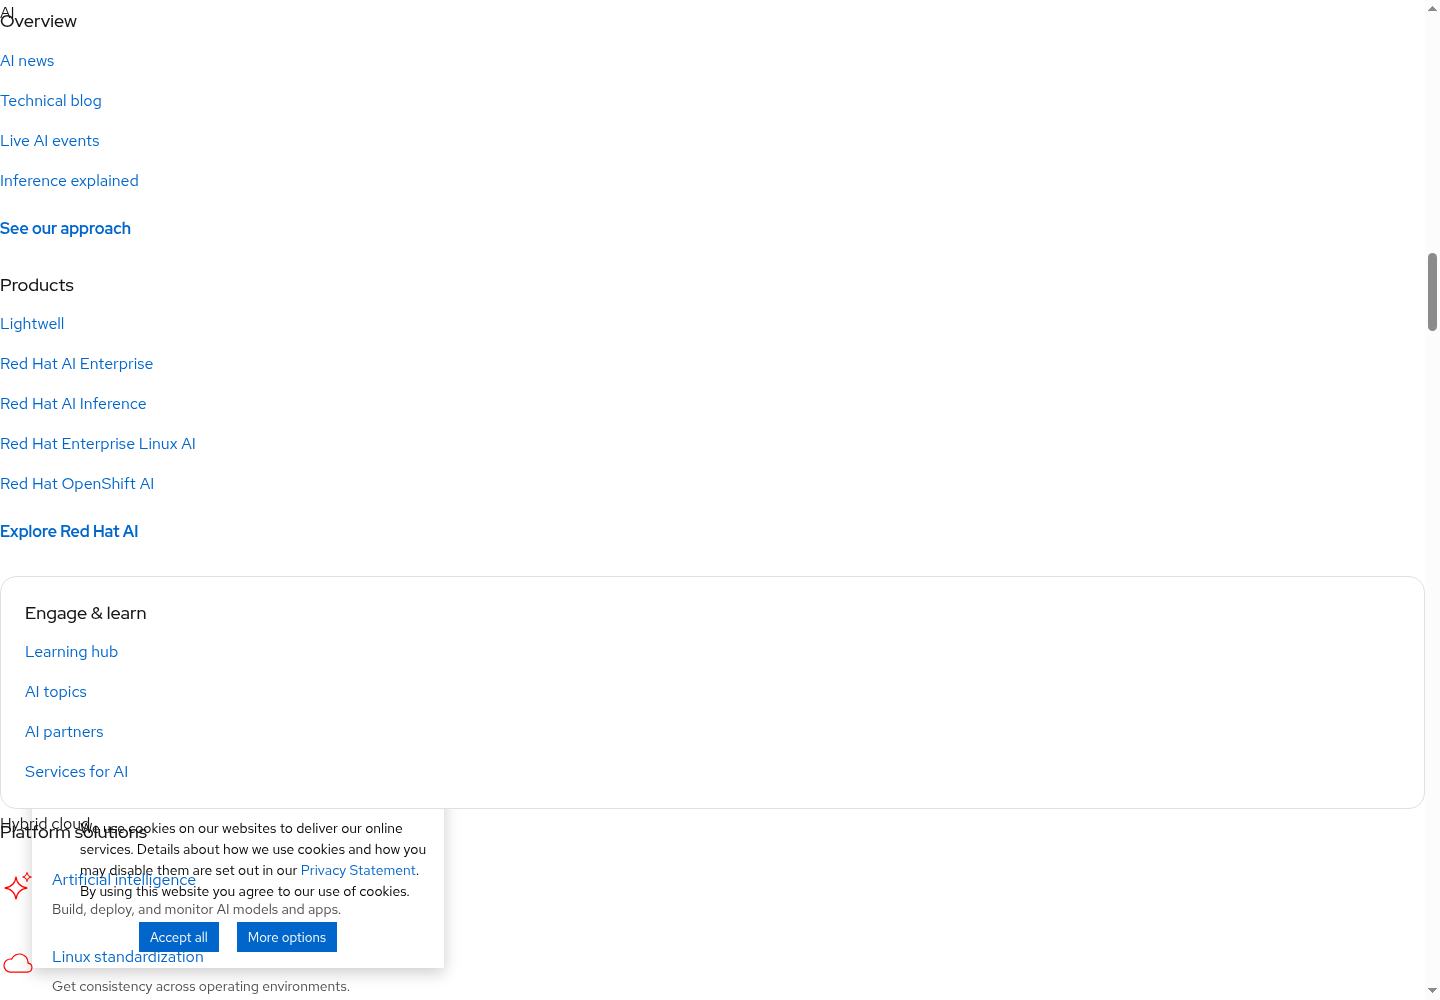 AI
Overview
AI news
Technical blog
Live AI events
Inference explained
See our approach
Products
Lightwell
Red Hat AI Enterprise
Red Hat AI Inference
Red Hat Enterprise Linux AI
Red Hat OpenShift AI
Explore Red Hat AI
Engage & learn
Learning hub
AI topics
AI partners
Services for AI
Hybrid cloud
Platform solutions
We use cookies on our websites to deliver our online
services. Details about how we use cookies and how you
may disable them are set out in our Privacy Statement.
By using this website you agree to our use of cookies.
Artificial intelligence
Build, deploy, and monitor AI models and apps.
Accept all
More options
Linux standardization
Get consistency across operating environments.